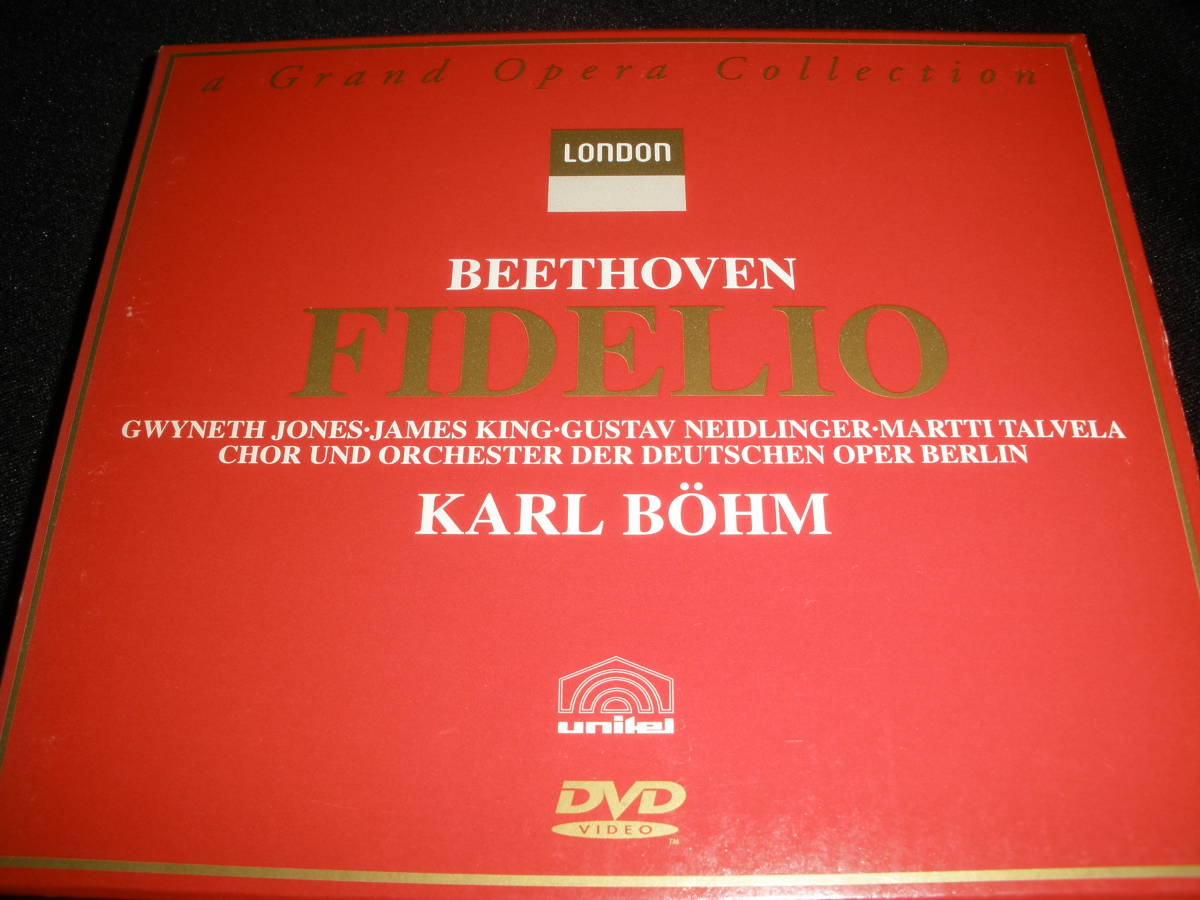 a Grand Opera Collection
LONDON
BEETHOVEN
FIDELIO
GWYNETH JONES·JAMES KING·GUSTAV NEIDLINGER·MARTTI TALVELA
CHOR UND ORCHESTER DER DEUTSCHEN OPER BERLIN
KARL BÖHM
unitel
DVD
VIDEO
TM